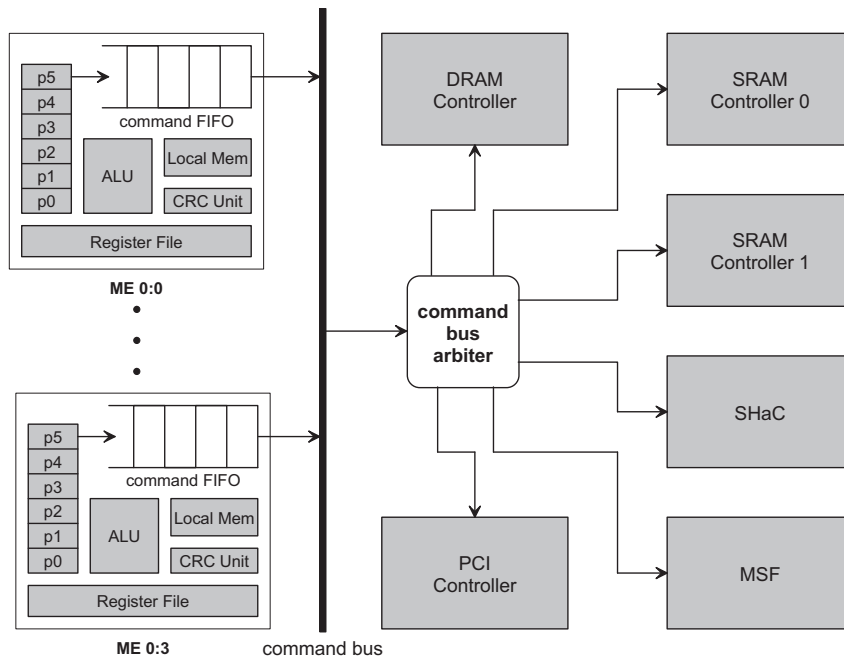 p5
p4
p3
p2
p1
p0
command FIFO
ALU
Local Mem
CRC Unit
Register File
ME 0:0
p5
p4
p3
p2
p1
p0
command FIFO
ALU
Local Mem
CRC Unit
Register File
ME 0:3
command bus
DRAM
Controller
command
bus
arbiter
PCI
Controller
SRAM
Controller 0
SRAM
Controller 1
SHaC
MSF